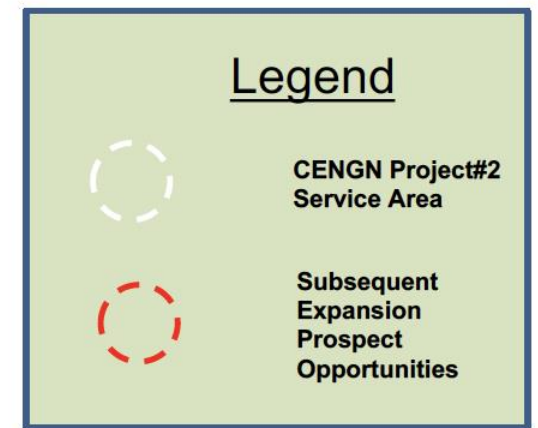 Legend
CENGN Project#2
Service Area
Subsequent
Expansion
Prospect
Opportunities